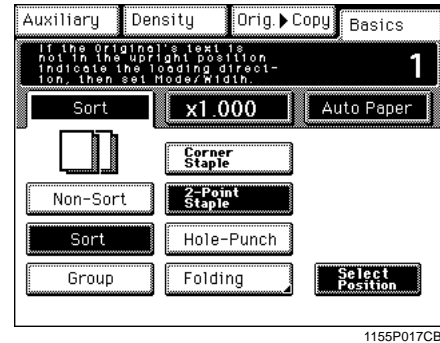 Auxiliary Density Orig.▶Copy Basics
If the Original's text is
not in the upright position
indicate the loading direct-
ion, then set Mode/Width.
1
Sort x1.000 Auto Paper
Corner
Staple
Non-Sort 2-Point
Staple
Sort Hole-Punch
Group Folding Select
Position
1155P017CB